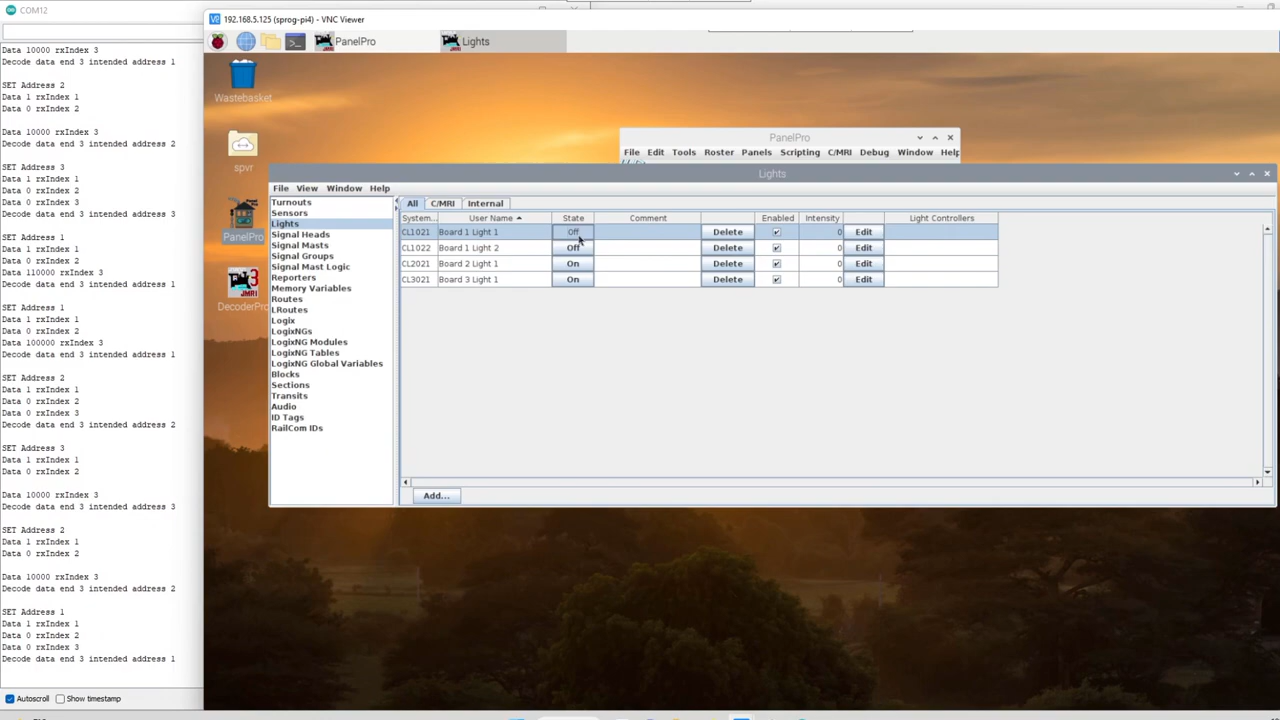 COM12
Data 10000 rxIndex 3
Decode data end 3 intended address 1
SET Address 2
Data 1 rxIndex 1
Data 0 rxIndex 2
Data 10000 rxIndex 3
Decode data end 3 intended address 2
SET Address 3
Data 1 rxIndex 1
Data 0 rxIndex 2
Data 0 rxIndex 3
Decode data end 3 intended address 3
SET Address 2
Data 1 rxIndex 1
Data 0 rxIndex 2
Data 110000 rxIndex 3
SET Address 1
Data 1 rxIndex 1
Data 0 rxIndex 2
Data 100000 rxIndex 3
Decode data end 3 intended address 1
SET Address 2
Data 1 rxIndex 1
Data 0 rxIndex 2
Data 0 rxIndex 3
Decode data end 3 intended address 2
SET Address 3
Data 1 rxIndex 1
Data 0 rxIndex 2
Data 10000 rxIndex 3
Decode data end 3 intended address 3
SET Address 2
Data 1 rxIndex 1
Data 0 rxIndex 2
Data 10000 rxIndex 3
Decode data end 3 intended address 2
SET Address 1
Data 1 rxIndex 1
Data 0 rxIndex 2
Data 0 rxIndex 3
Decode data end 3 intended address 1
Autoscroll Show timestamp
192.168.5.125 (sprog-pi4) - VNC Viewer
PanelPro Lights
Wastebasket
spvr
PanelPro
DecoderPro
PanelPro
File Edit Tools Roster Panels Scripting C/MRI Debug Window Help
Lights
File View Window Help
Turnouts
Sensors
Lights
Signal Heads
Signal Masts
Signal Groups
Signal Mast Logic
Reporters
Memory Variables
Routes
LRoutes
Logix
LogixNGs
LogixNG Modules
LogixNG Tables
LogixNG Global Variables
Blocks
Sections
Transits
Audio
ID Tags
RailCom IDs
All C/MRI Internal
System... User Name State Comment Enabled Intensity Light Controllers
CL1021 Board 1 Light 1 Off Delete 0 Edit
CL1022 Board 1 Light 2 Off Delete 0 Edit
CL2021 Board 2 Light 1 On Delete 0 Edit
CL3021 Board 3 Light 1 On Delete 0 Edit
Add...